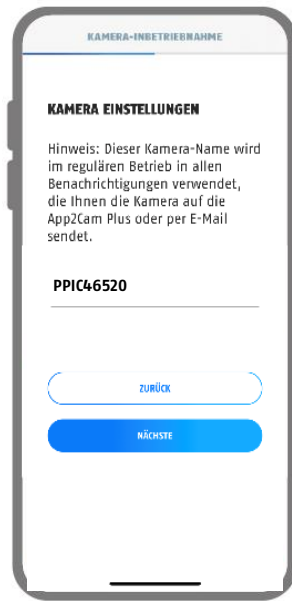 KAMERA-INBETRIEBNAHME
KAMERA EINSTELLUNGEN
Hinweis: Dieser Kamera-Name wird
im regulären Betrieb in allen
Benachrichtigungen verwendet,
die Ihnen die Kamera auf die
App2Cam Plus oder per E-Mail
sendet.
PPIC46520
ZURÜCK
NÄCHSTE